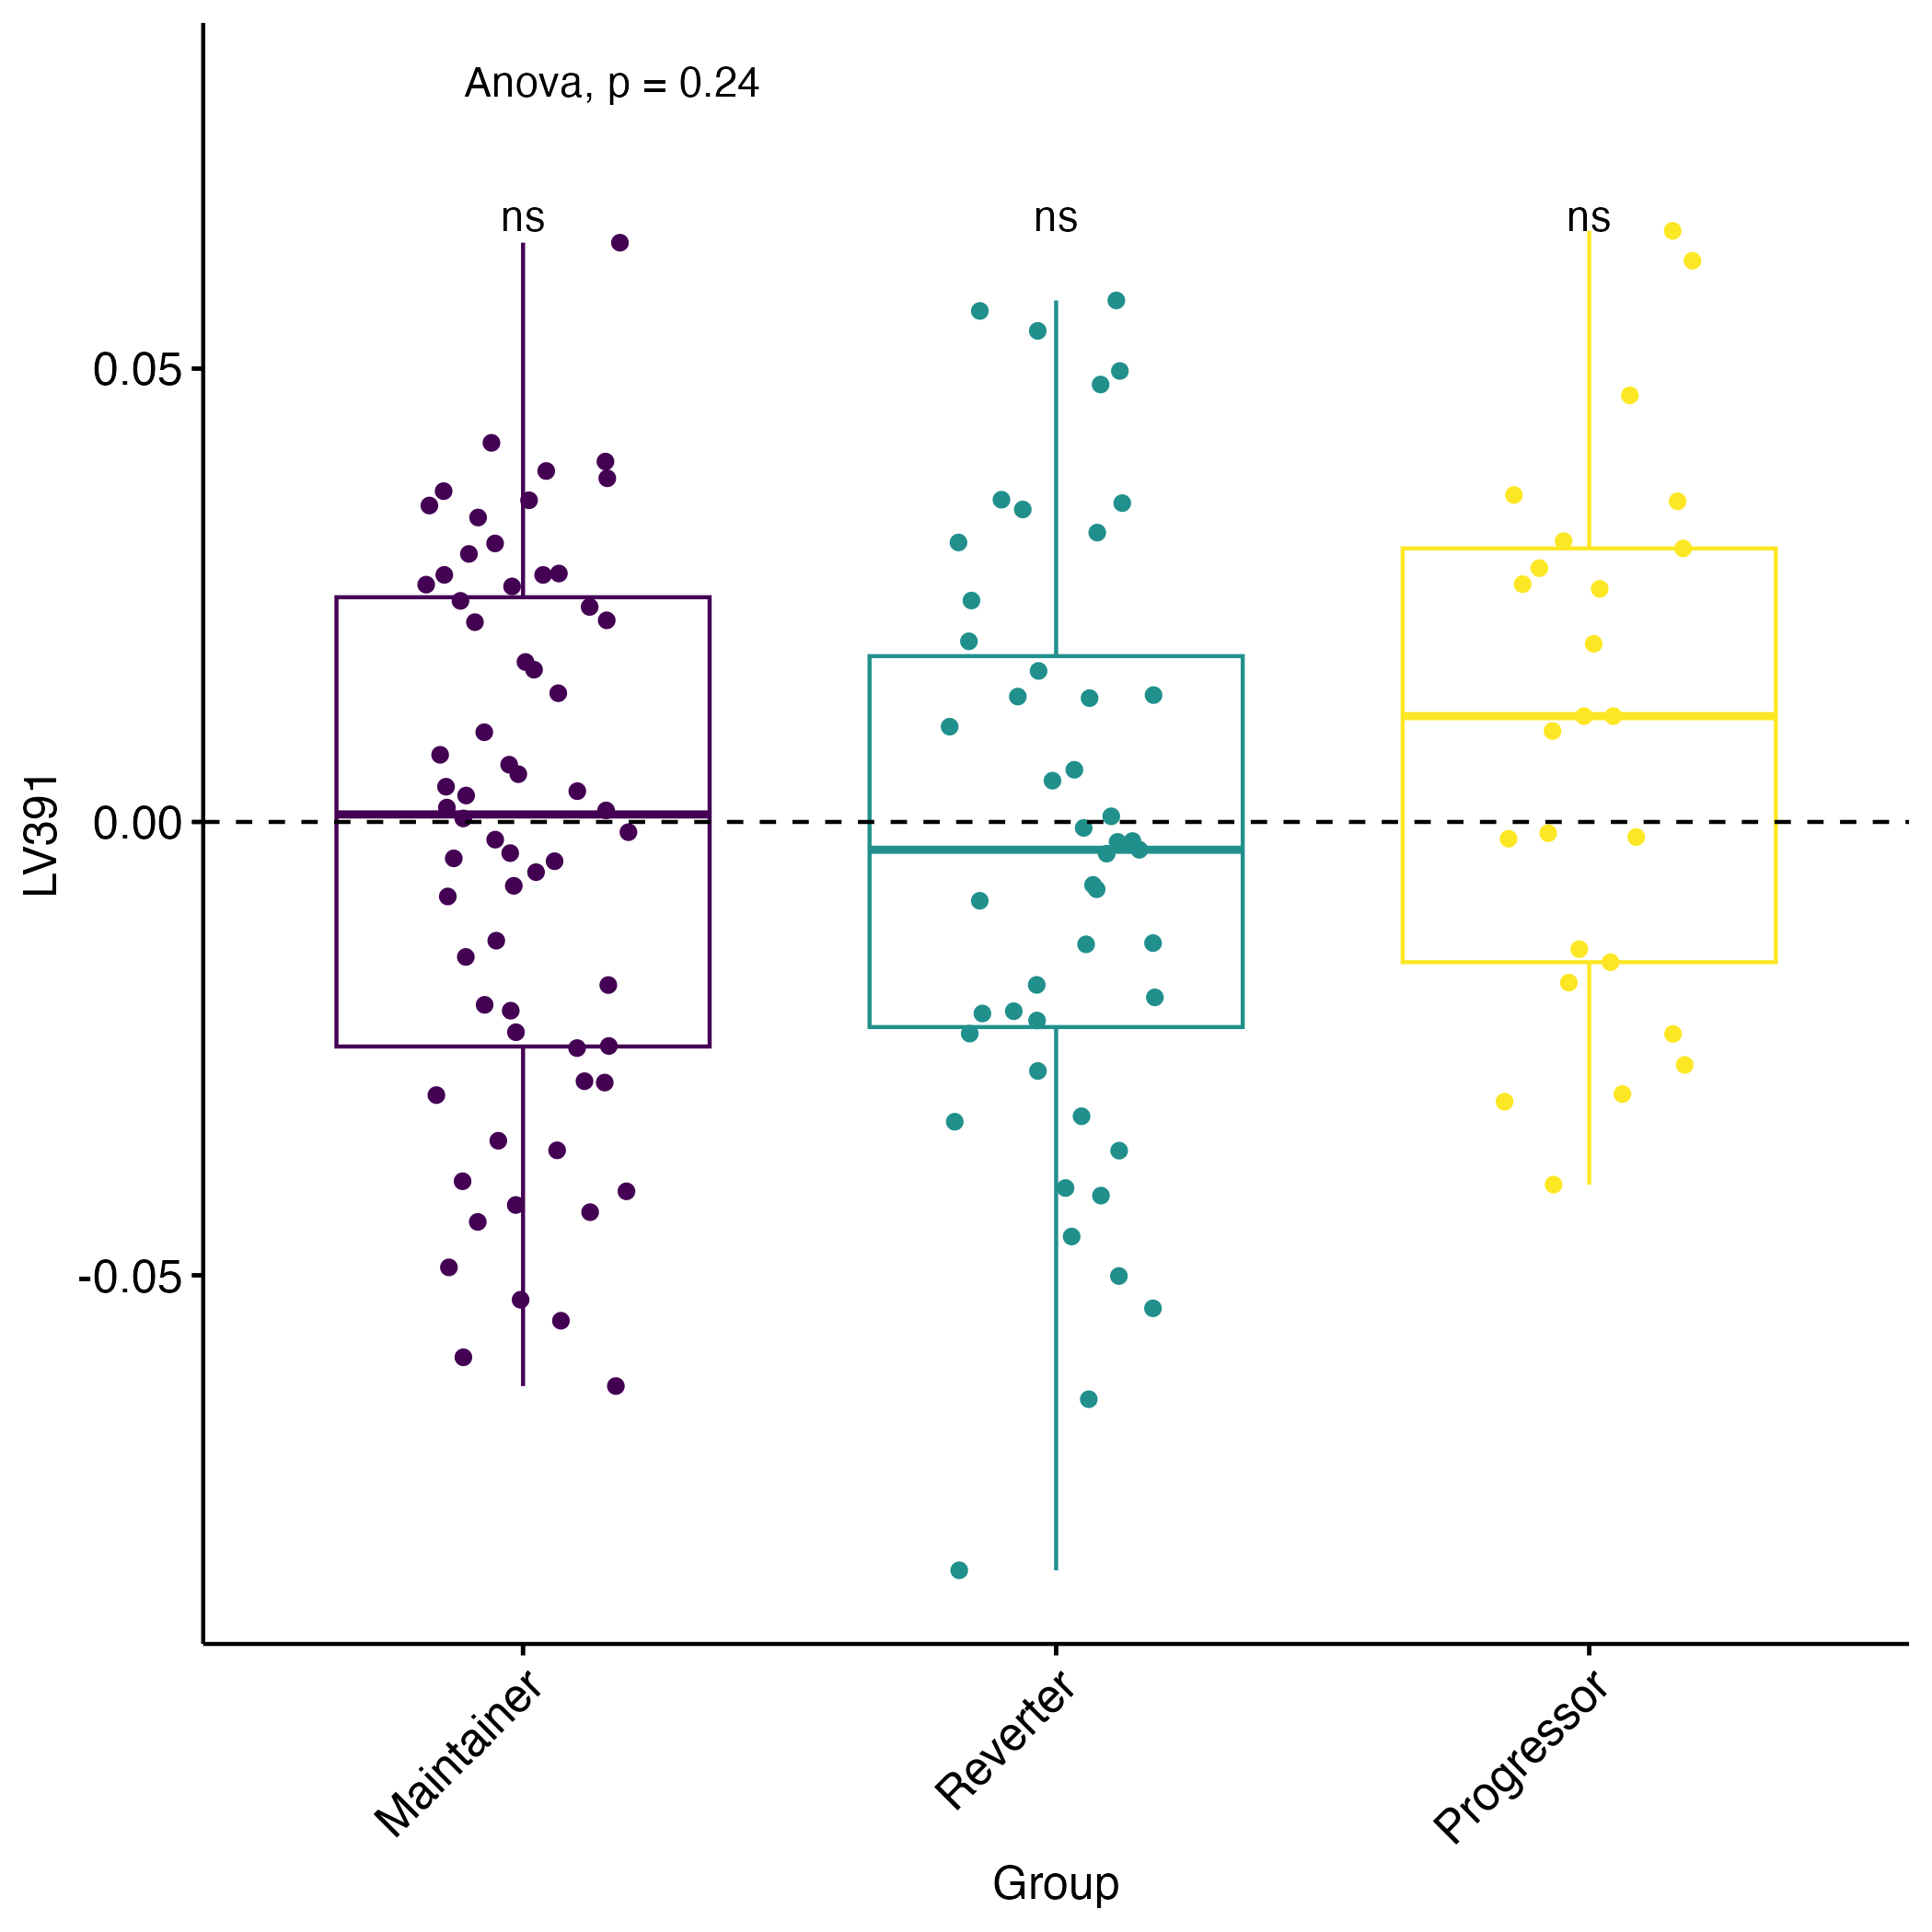 Anova, p = 0.24
ns ns ns
0.05
0.00
-0.05
LV391
Maintainer Reverter Progressor
Group